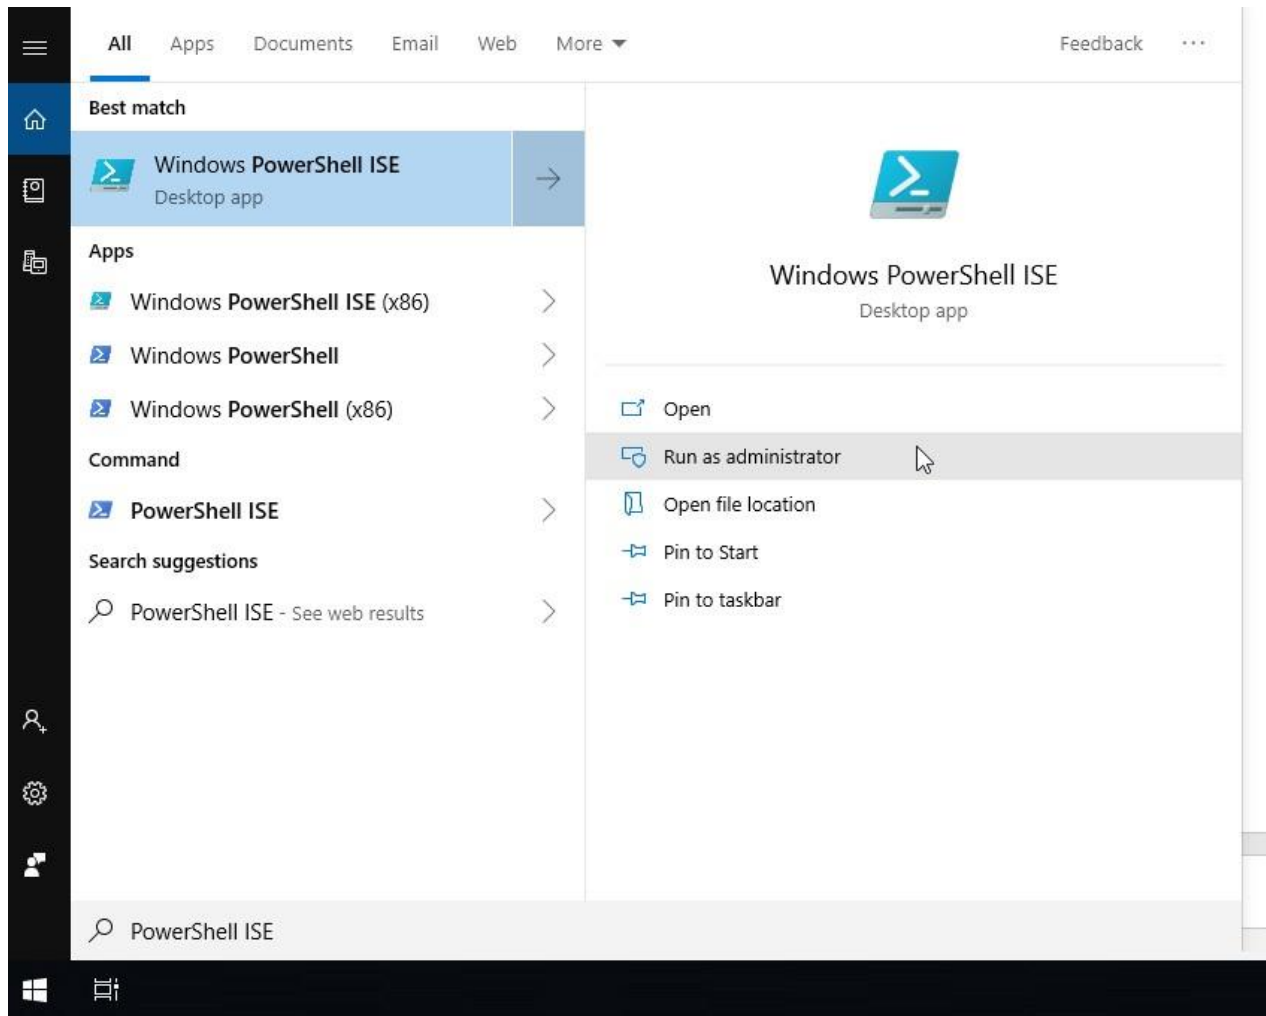 All Apps Documents Email Web More Feedback ...
Best match
Windows PowerShell ISE
Desktop app
Apps
Windows PowerShell ISE (x86)
Windows PowerShell
Windows PowerShell (x86)
Command
PowerShell ISE
Search suggestions
PowerShell ISE - See web results
Windows PowerShell ISE
Desktop app
Open
Run as administrator
Open file location
Pin to Start
Pin to taskbar
PowerShell ISE